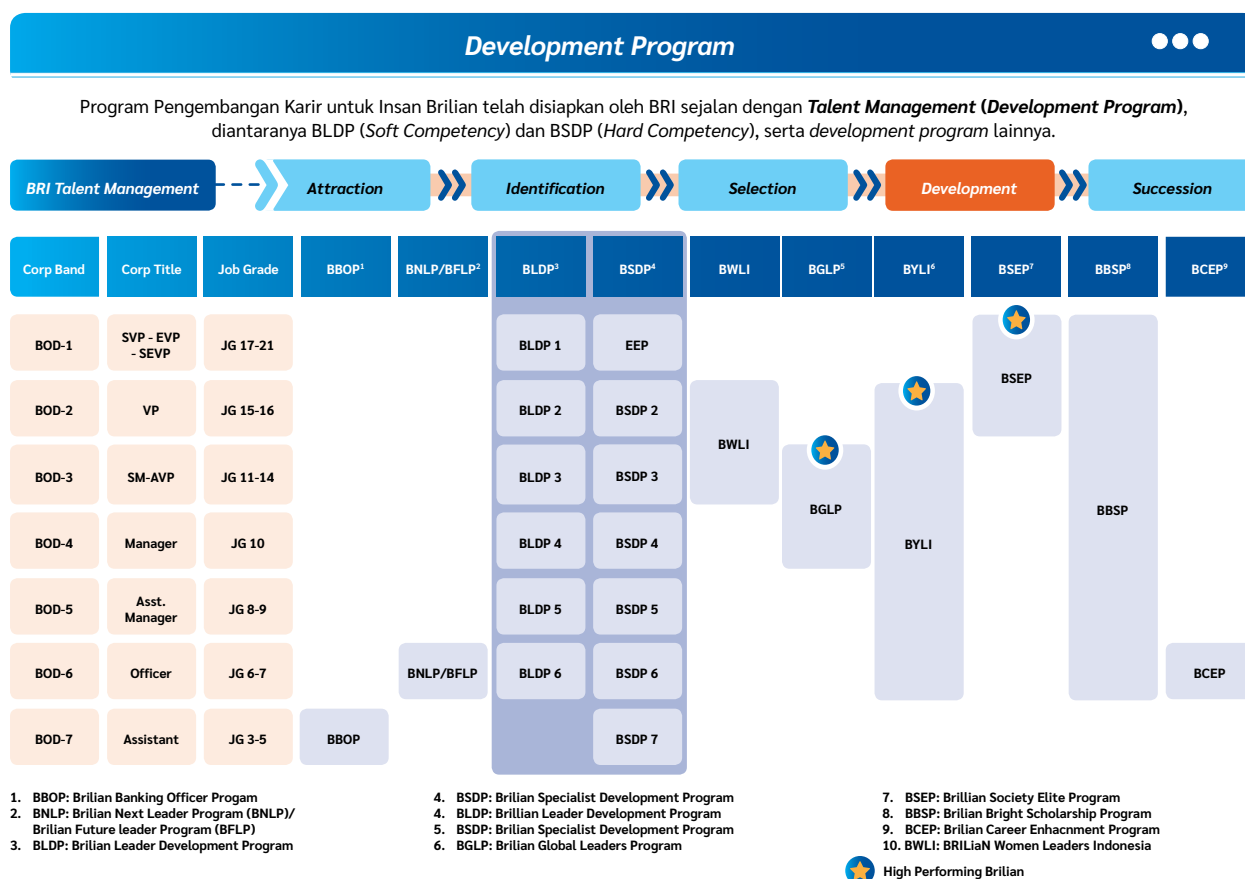 Development Program
Program Pengembangan Karir untuk Insan Brilian telah disiapkan oleh BRI sejalan dengan Talent Management (Development Program),
diantaranya BLDP (Soft Competency) dan BSDP (Hard Competency), serta development program lainnya.
BRI Talent Management
Attraction
Identification
Selection
Development
Succession
Corp Band
Corp Title
Job Grade
BBOP¹
BNLP/BFLP²
BLDP³
BSDP⁴
BWLI
BGLP⁵
BYLI⁶
BSEP⁷
BBSP⁸
BCEP⁹
BOD-1
SVP - EVP
- SEVP
JG 17-21
BLDP 1
EEP
BSEP
BOD-2
VP
JG 15-16
BLDP 2
BSDP 2
BWLI
BOD-3
SM-AVP
JG 11-14
BLDP 3
BSDP 3
BGLP
BBSP
BOD-4
Manager
JG 10
BLDP 4
BSDP 4
BYLI
BOD-5
Asst.
Manager
JG 8-9
BLDP 5
BSDP 5
BOD-6
Officer
JG 6-7
BNLP/BFLP
BLDP 6
BSDP 6
BCEP
BOD-7
Assistant
JG 3-5
BBOP
BSDP 7
1. BBOP: Brilian Banking Officer Progam
2. BNLP: Brilian Next Leader Program (BNLP)/
Brilian Future leader Program (BFLP)
3. BLDP: Brilian Leader Development Program
4. BSDP: Brilian Specialist Development Program
4. BLDP: Brillian Leader Development Program
5. BSDP: Brilian Specialist Development Program
6. BGLP: Brilian Global Leaders Program
7. BSEP: Brillian Society Elite Program
8. BBSP: Brilian Bright Scholarship Program
9. BCEP: Brilian Career Enhacnment Program
10. BWLI: BRILiaN Women Leaders Indonesia
High Performing Brilian